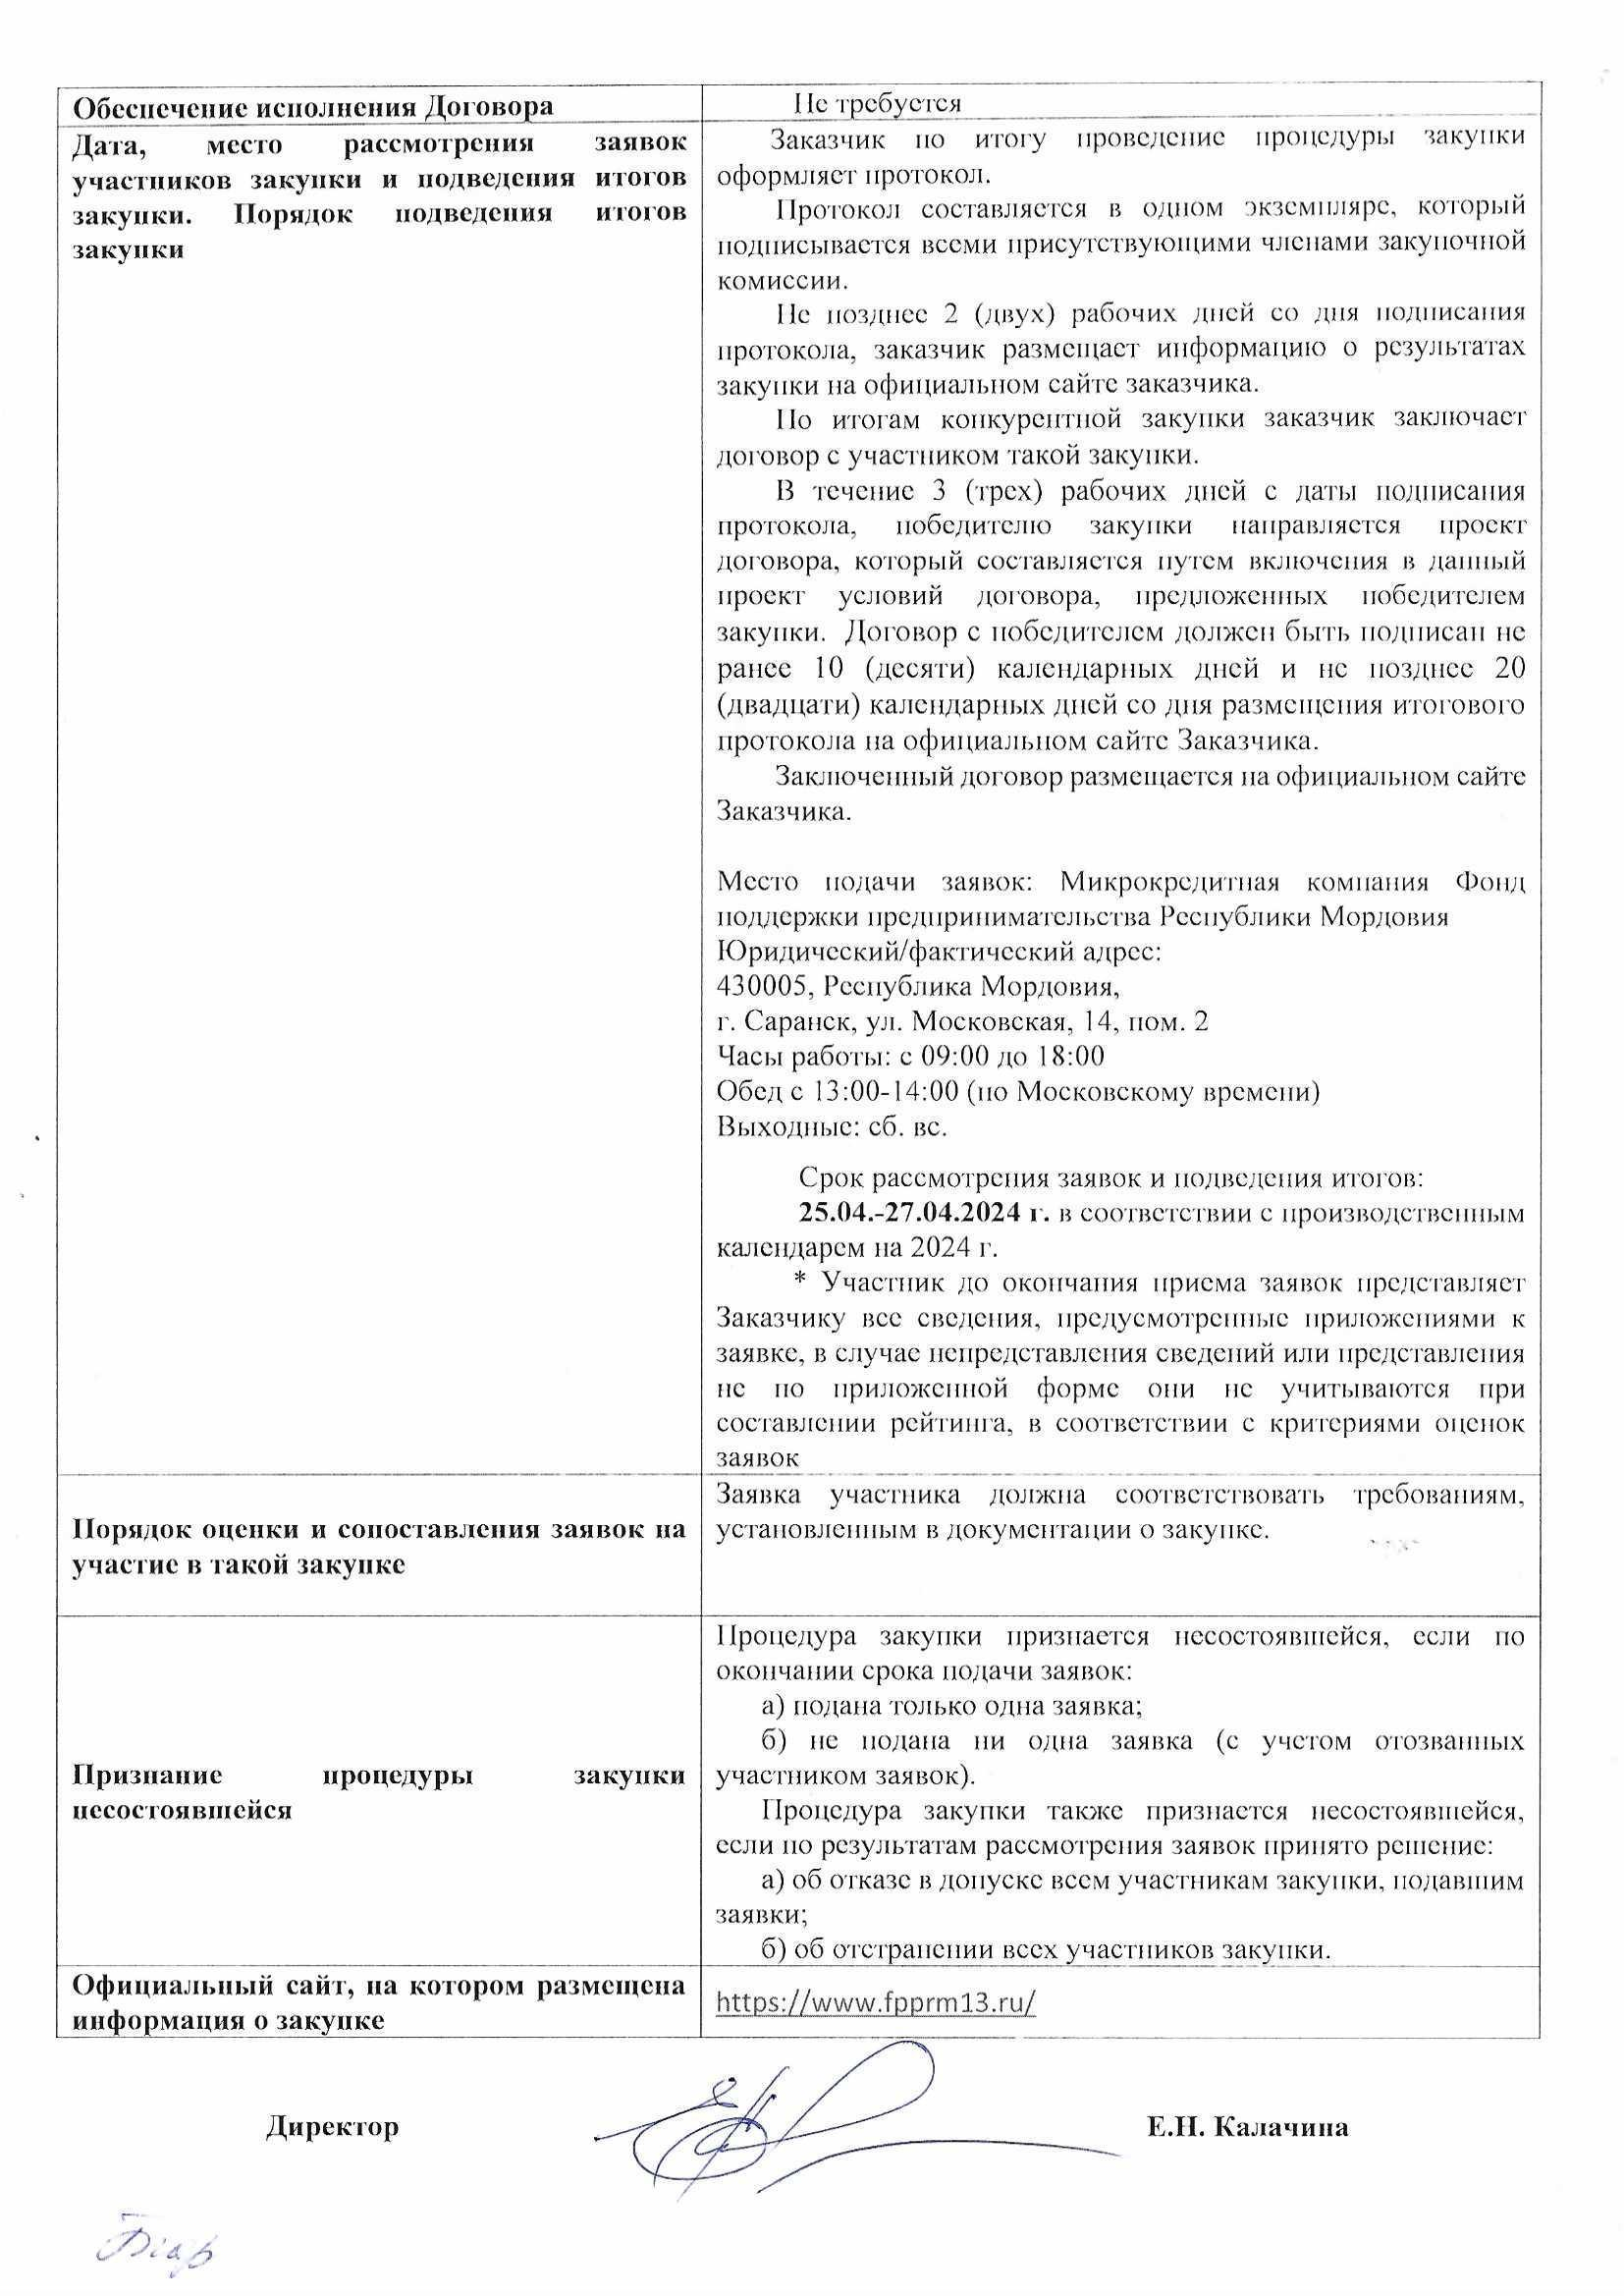 Обеспечение исполнения Договора
Не требуется
Дата, место рассмотрения заявок
участников закупки и подведения итогов
закупки. Порядок подведения итогов
закупки
Заказчик по итогу проведение процедуры закупки
оформляет протокол.
Протокол составляется в одном экземпляре, который
подписывается всеми присутствующими членами закупочной
комиссии.
Не позднее 2 (двух) рабочих дней со дня подписания
протокола, заказчик размещает информацию о результатах
закупки на официальном сайте заказчика.
По итогам конкурентной закупки заказчик заключает
договор с участником такой закупки.
В течение 3 (трех) рабочих дней с даты подписания
протокола, победителю закупки направляется проект
договора, который составляется путем включения в данный
проект условий договора, предложенных победителем
закупки. Договор с победителем должен быть подписан не
ранее 10 (десяти) календарных дней и не позднее 20
(двадцати) календарных дней со дня размещения итогового
протокола на официальном сайте Заказчика.
Заключенный договор размещается на официальном сайте
Заказчика.
Место подачи заявок: Микрокредитная компания Фонд
поддержки предпринимательства Республики Мордовия
Юридический/фактический адрес:
430005, Республика Мордовия,
г. Саранск, ул. Московская, 14, пом. 2
Часы работы: с 09:00 до 18:00
Обед с 13:00-14:00 (по Московскому времени)
Выходные: сб. вс.
Срок рассмотрения заявок и подведения итогов:
25.04.-27.04.2024 г. в соответствии с производственным
календарем на 2024 г.
* Участник до окончания приема заявок представляет
Заказчику все сведения, предусмотренные приложениями к
заявке, в случае непредставления сведений или представления
не по приложенной форме они не учитываются при
составлении рейтинга, в соответствии с критериями оценок
заявок
Порядок оценки и сопоставления заявок на
участие в такой закупке
Заявка участника должна соответствовать требованиям,
установленным в документации о закупке.
Признание процедуры закупки
несостоявшейся
Процедура закупки признается несостоявшейся, если по
окончании срока подачи заявок:
а) подана только одна заявка;
б) не подана ни одна заявка (с учетом отозванных
участником заявок).
Процедура закупки также признается несостоявшейся,
если по результатам рассмотрения заявок принято решение:
а) об отказе в допуске всем участникам закупки, подавшим
заявки;
б) об отстранении всех участников закупки.
Официальный сайт, на котором размещена
информация о закупке
https://www.fpprm13.ru/
Директор
Е.Н. Калачина